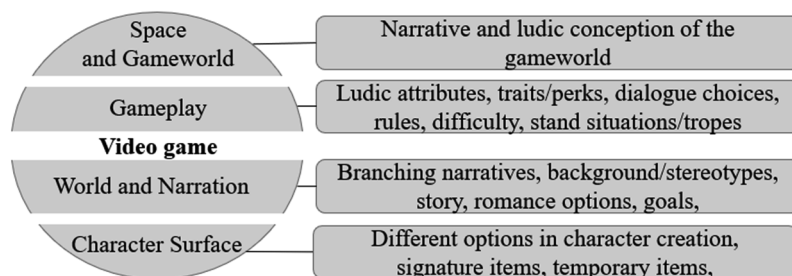 Space
and Gameworld
Narrative and ludic conception of the
gameworld
Gameplay
Ludic attributes, traits/perks, dialogue choices,
rules, difficulty, stand situations/tropes
Video game
World and Narration
Branching narratives, background/stereotypes,
story, romance options, goals,
Character Surface
Different options in character creation,
signature items, temporary items,